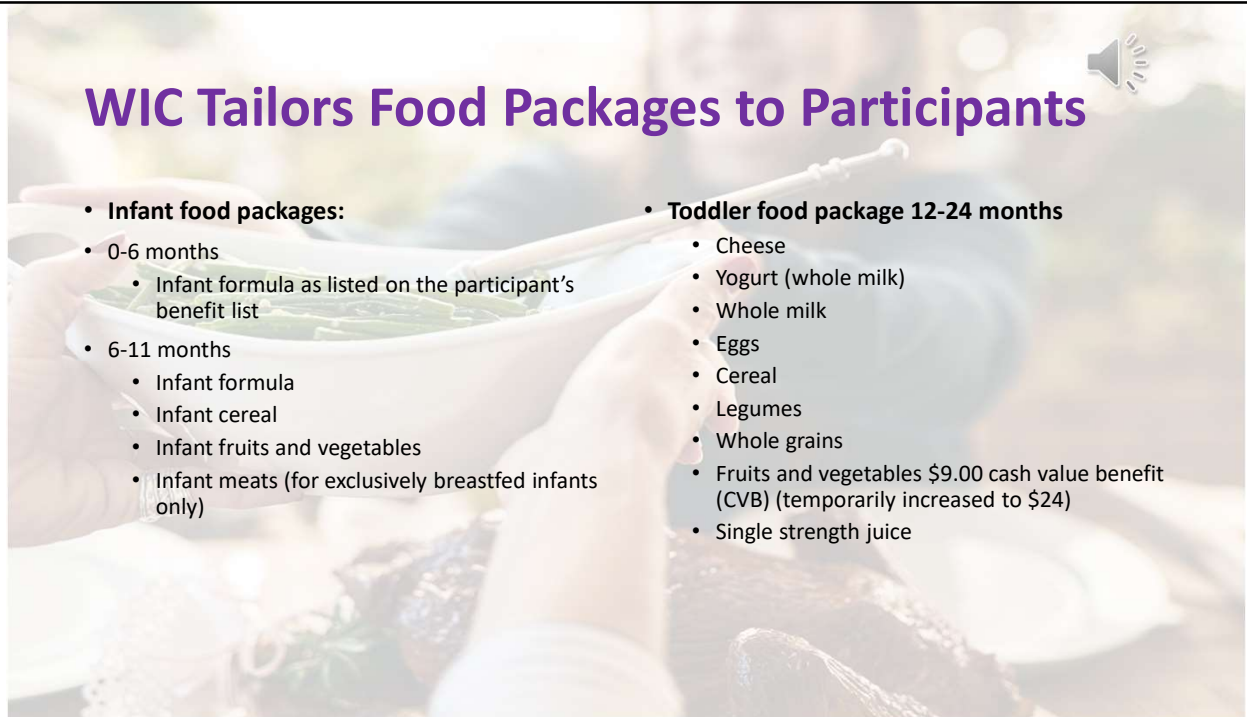 WIC Tailors Food Packages to Participants
• Infant food packages:
• 0-6 months
• Infant formula as listed on the participant’s
benefit list
• 6-11 months
• Infant formula
• Infant cereal
• Infant fruits and vegetables
• Infant meats (for exclusively breastfed infants
only)
• Toddler food package 12-24 months
• Cheese
• Yogurt (whole milk)
• Whole milk
• Eggs
• Cereal
• Legumes
• Whole grains
• Fruits and vegetables $9.00 cash value benefit
(CVB) (temporarily increased to $24)
• Single strength juice